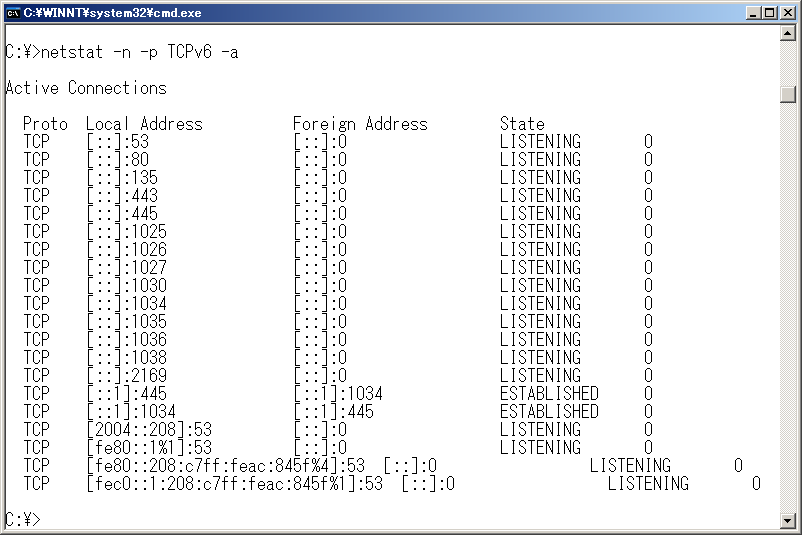 C:¥WINNT¥system32¥cmd.exe
C:¥>netstat -n -p TCPv6 -a
Active Connections
Proto Local Address Foreign Address State
TCP [::]:53 [::]:0 LISTENING 0
TCP [::]:80 [::]:0 LISTENING 0
TCP [::]:135 [::]:0 LISTENING 0
TCP [::]:443 [::]:0 LISTENING 0
TCP [::]:445 [::]:0 LISTENING 0
TCP [::]:1025 [::]:0 LISTENING 0
TCP [::]:1026 [::]:0 LISTENING 0
TCP [::]:1027 [::]:0 LISTENING 0
TCP [::]:1030 [::]:0 LISTENING 0
TCP [::]:1034 [::]:0 LISTENING 0
TCP [::]:1035 [::]:0 LISTENING 0
TCP [::]:1036 [::]:0 LISTENING 0
TCP [::]:1038 [::]:0 LISTENING 0
TCP [::]:2169 [::]:0 LISTENING 0
TCP [::1]:445 [::1]:1034 ESTABLISHED 0
TCP [::1]:1034 [::1]:445 ESTABLISHED 0
TCP [2004::208]:53 [::]:0 LISTENING 0
TCP [fe80::1%1]:53 [::]:0 LISTENING 0
TCP [fe80::208:c7ff:feac:845f%4]:53 [::]:0 LISTENING 0
TCP [fec0::1:208:c7ff:feac:845f%1]:53 [::]:0 LISTENING 0
C:¥>